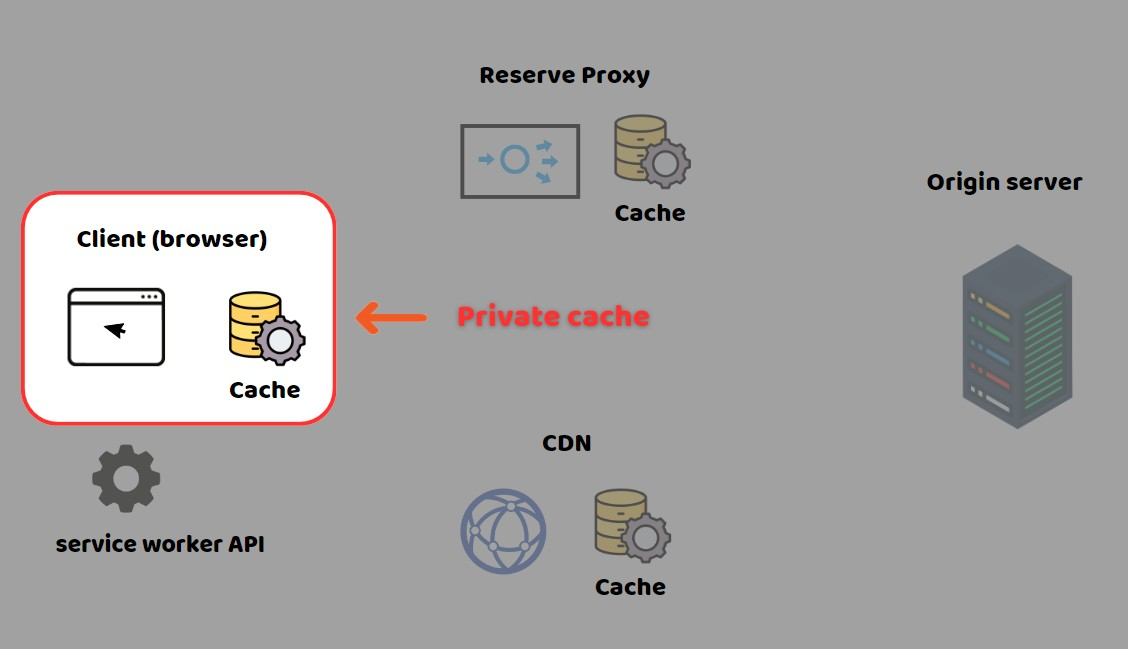 Reserve Proxy
Cache
Origin server
Client (browser)
Cache
Private cache
service worker API
CDN
Cache